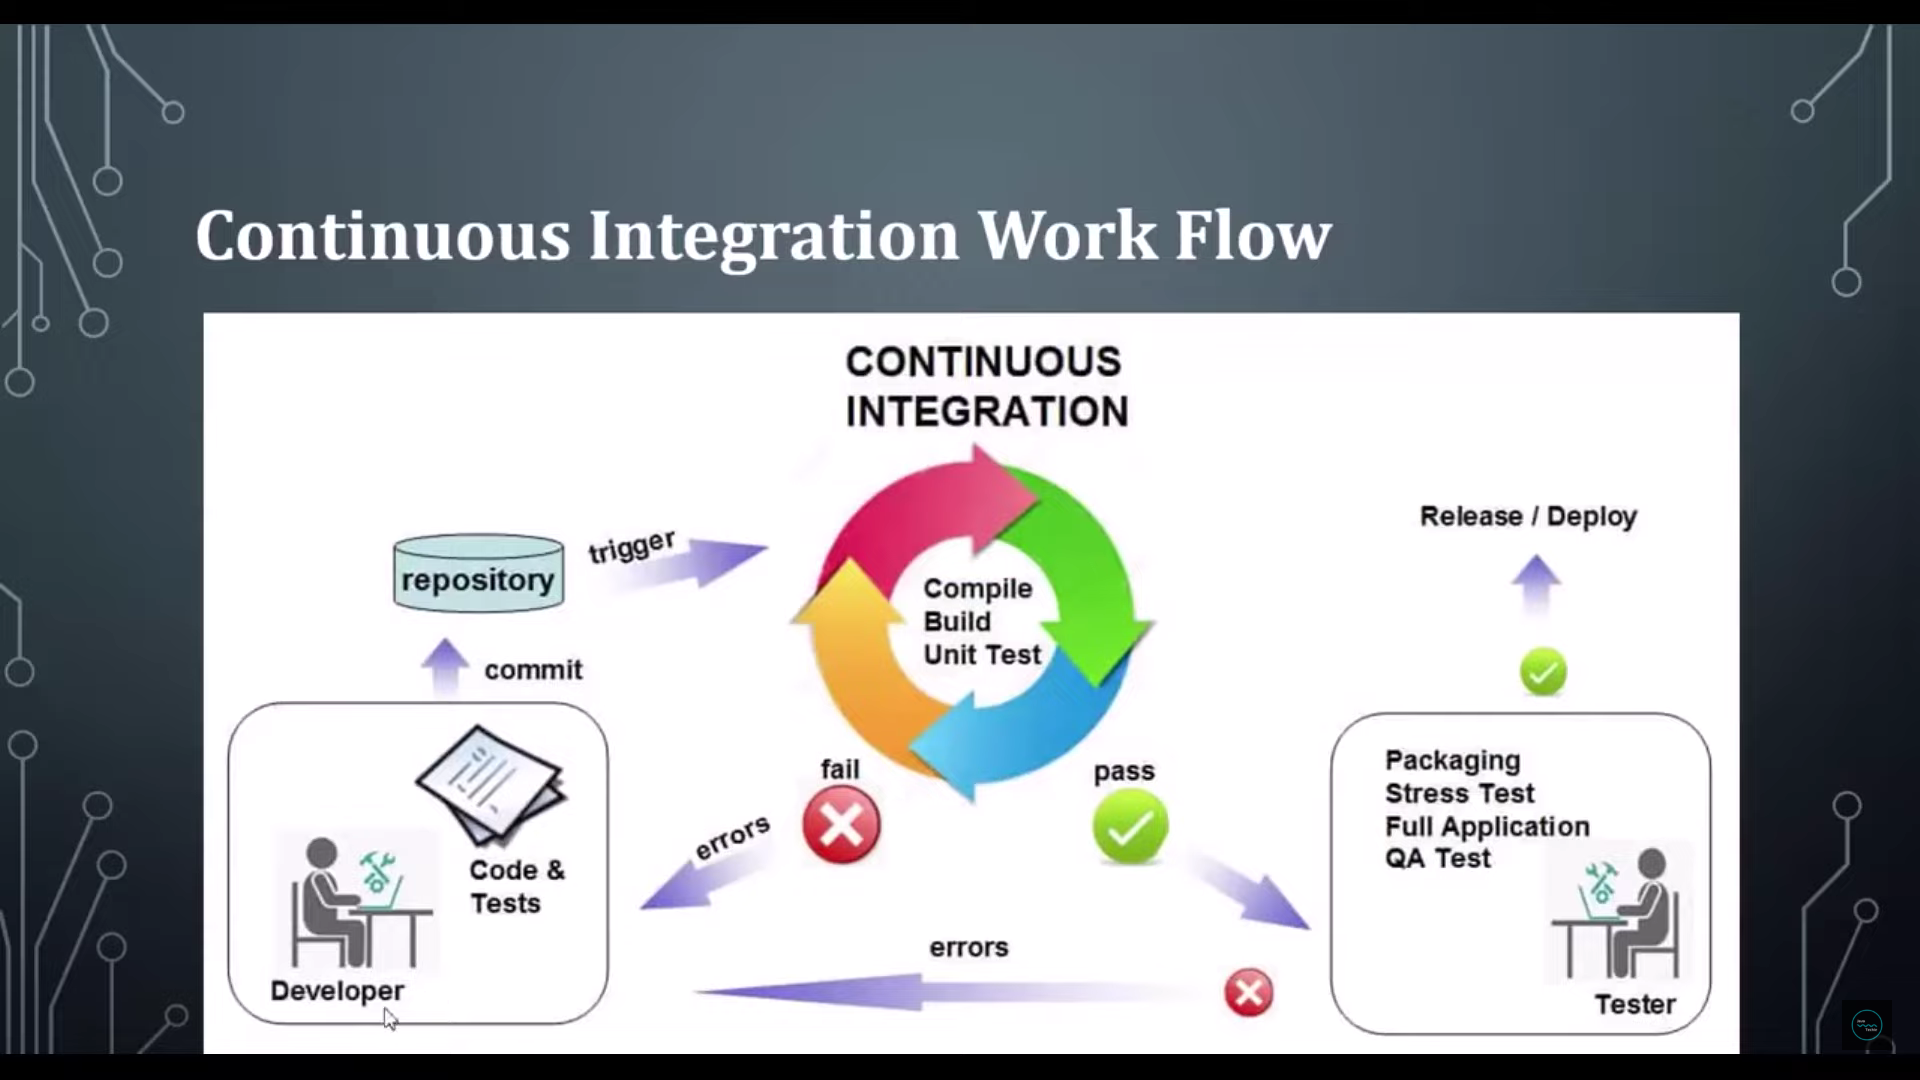 Continuous Integration Work Flow
CONTINUOUS
INTEGRATION
repository
trigger
commit
Code &
Tests
Developer
Compile
Build
Unit Test
fail
pass
errors
errors
Release / Deploy
Packaging
Stress Test
Full Application
QA Test
Tester